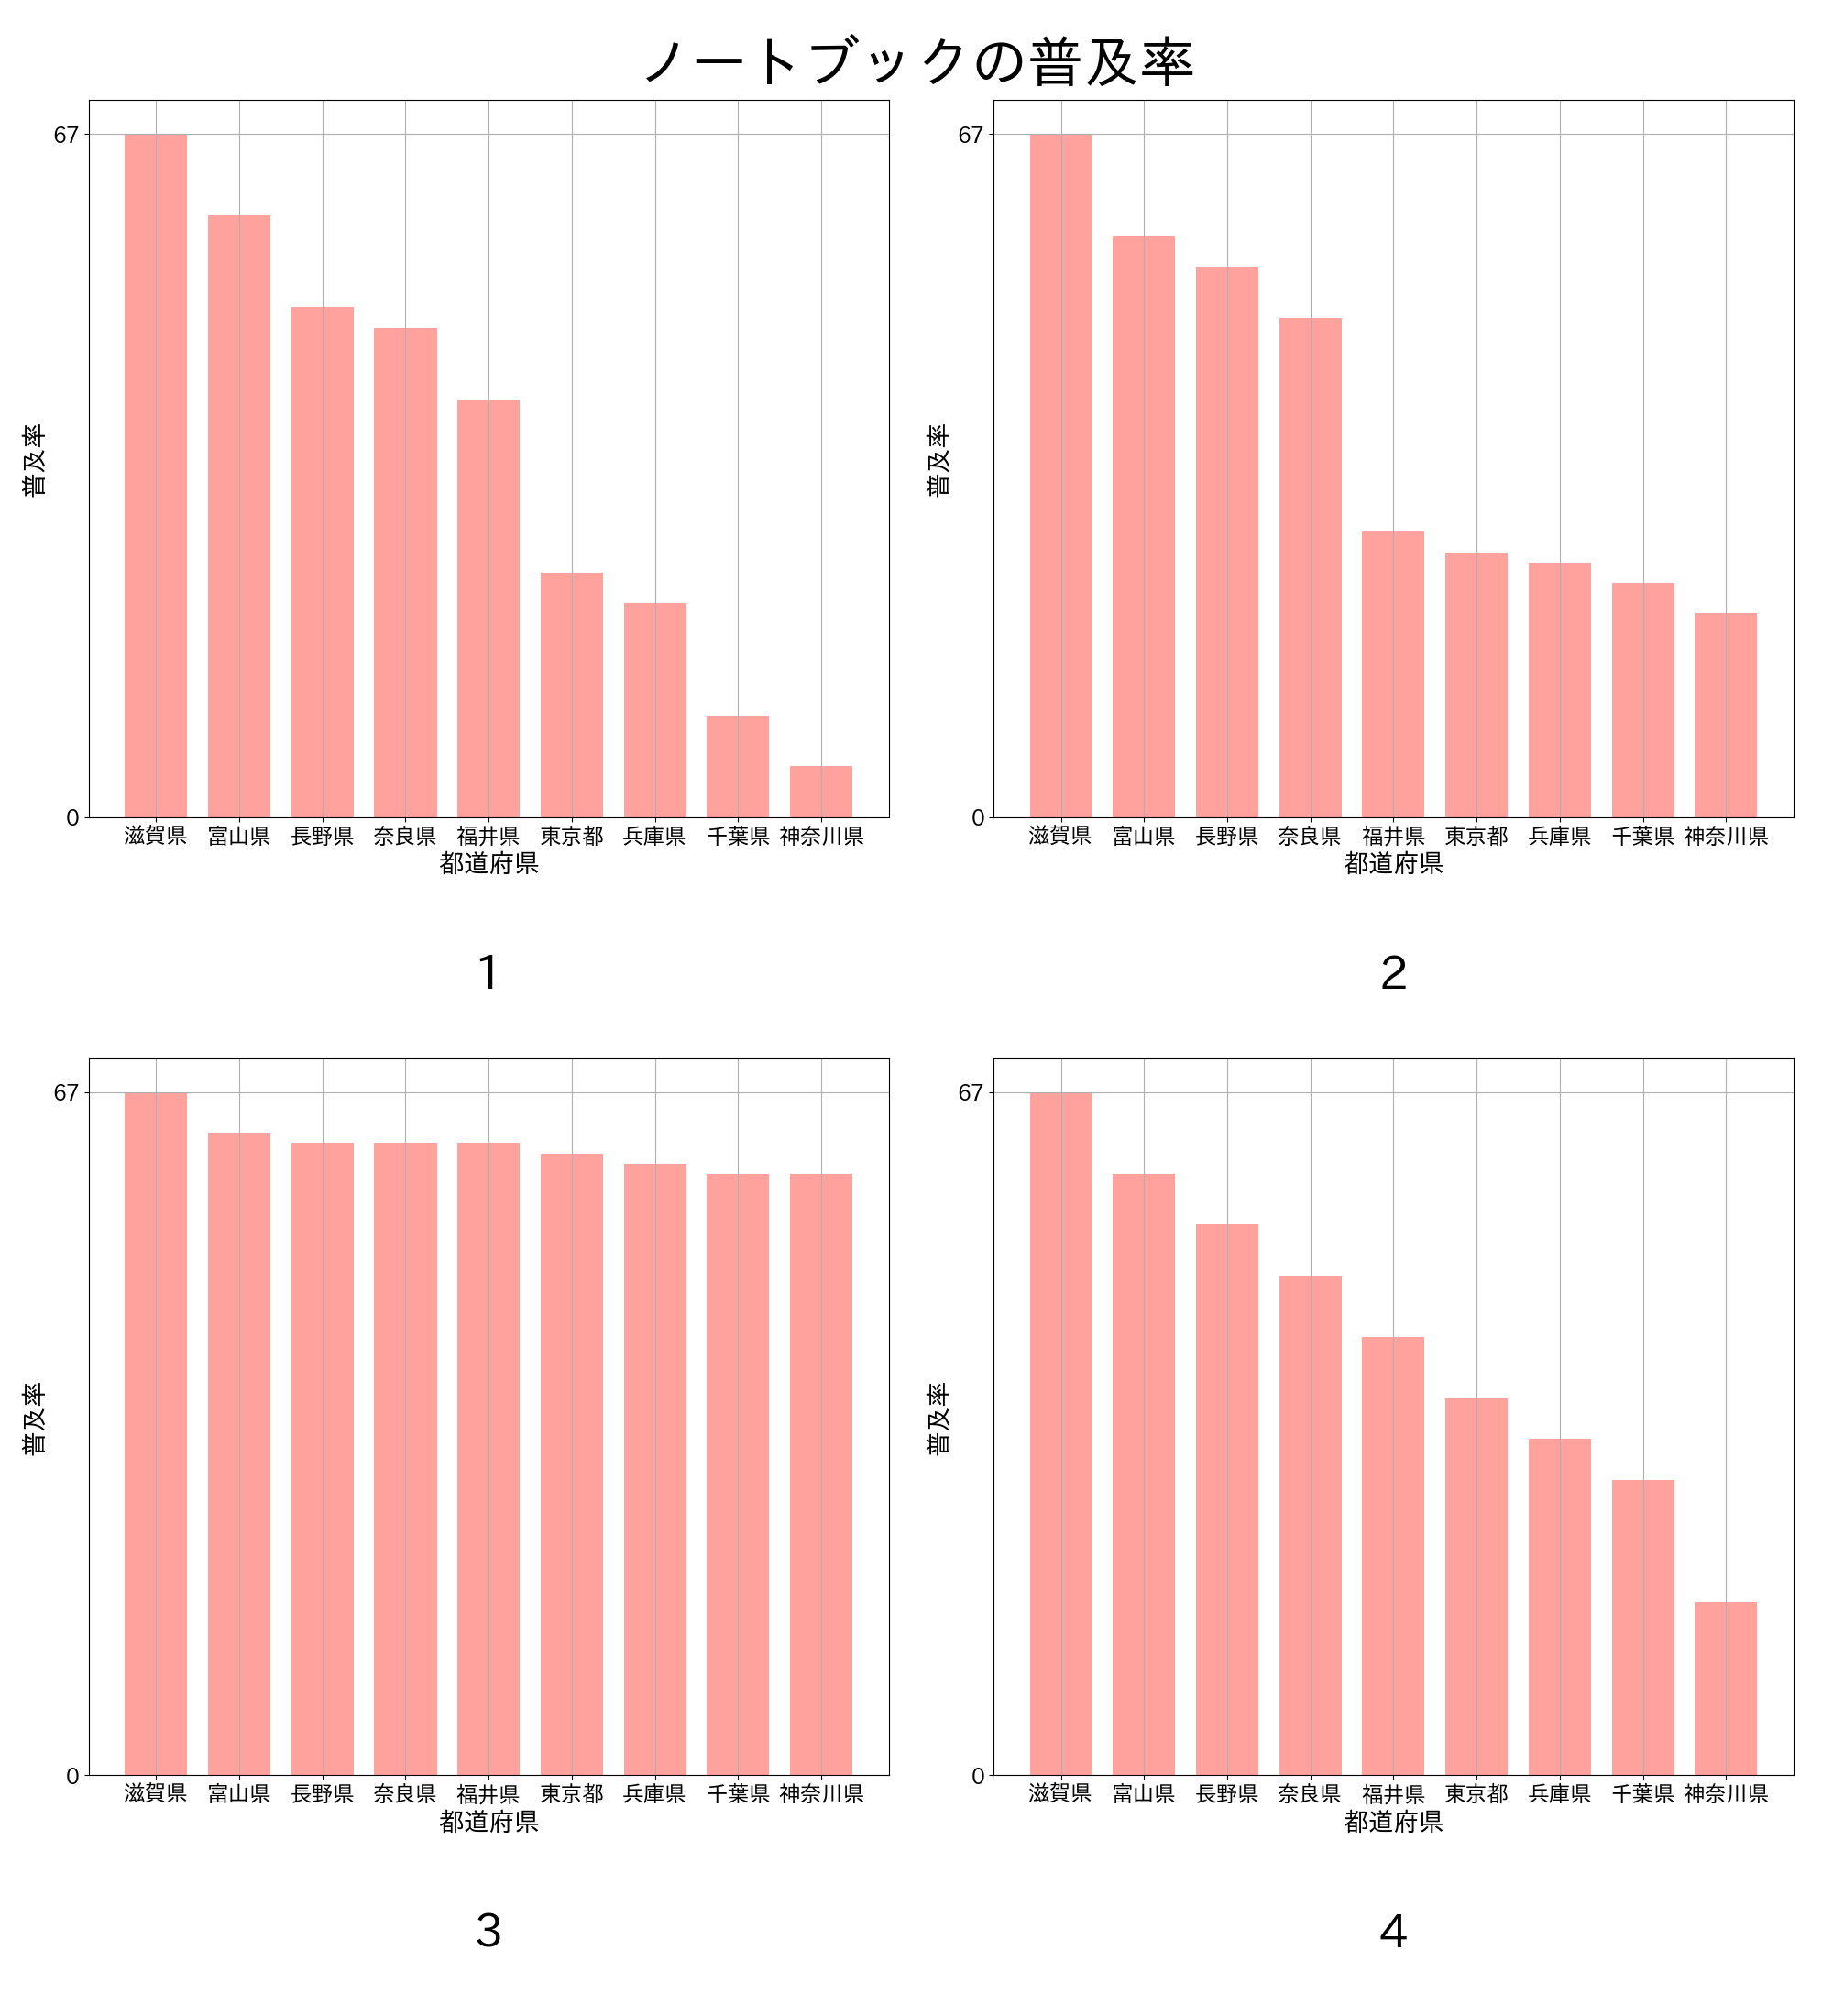 ノートブックの普及率
67
0
普及率
滋賀県 富山県 長野県 奈良県 福井県 東京都 兵庫県 千葉県 神奈川県
都道府県
1
67
0
普及率
滋賀県 富山県 長野県 奈良県 福井県 東京都 兵庫県 千葉県 神奈川県
都道府県
2
67
0
普及率
滋賀県 富山県 長野県 奈良県 福井県 東京都 兵庫県 千葉県 神奈川県
都道府県
3
67
0
普及率
滋賀県 富山県 長野県 奈良県 福井県 東京都 兵庫県 千葉県 神奈川県
都道府県
4